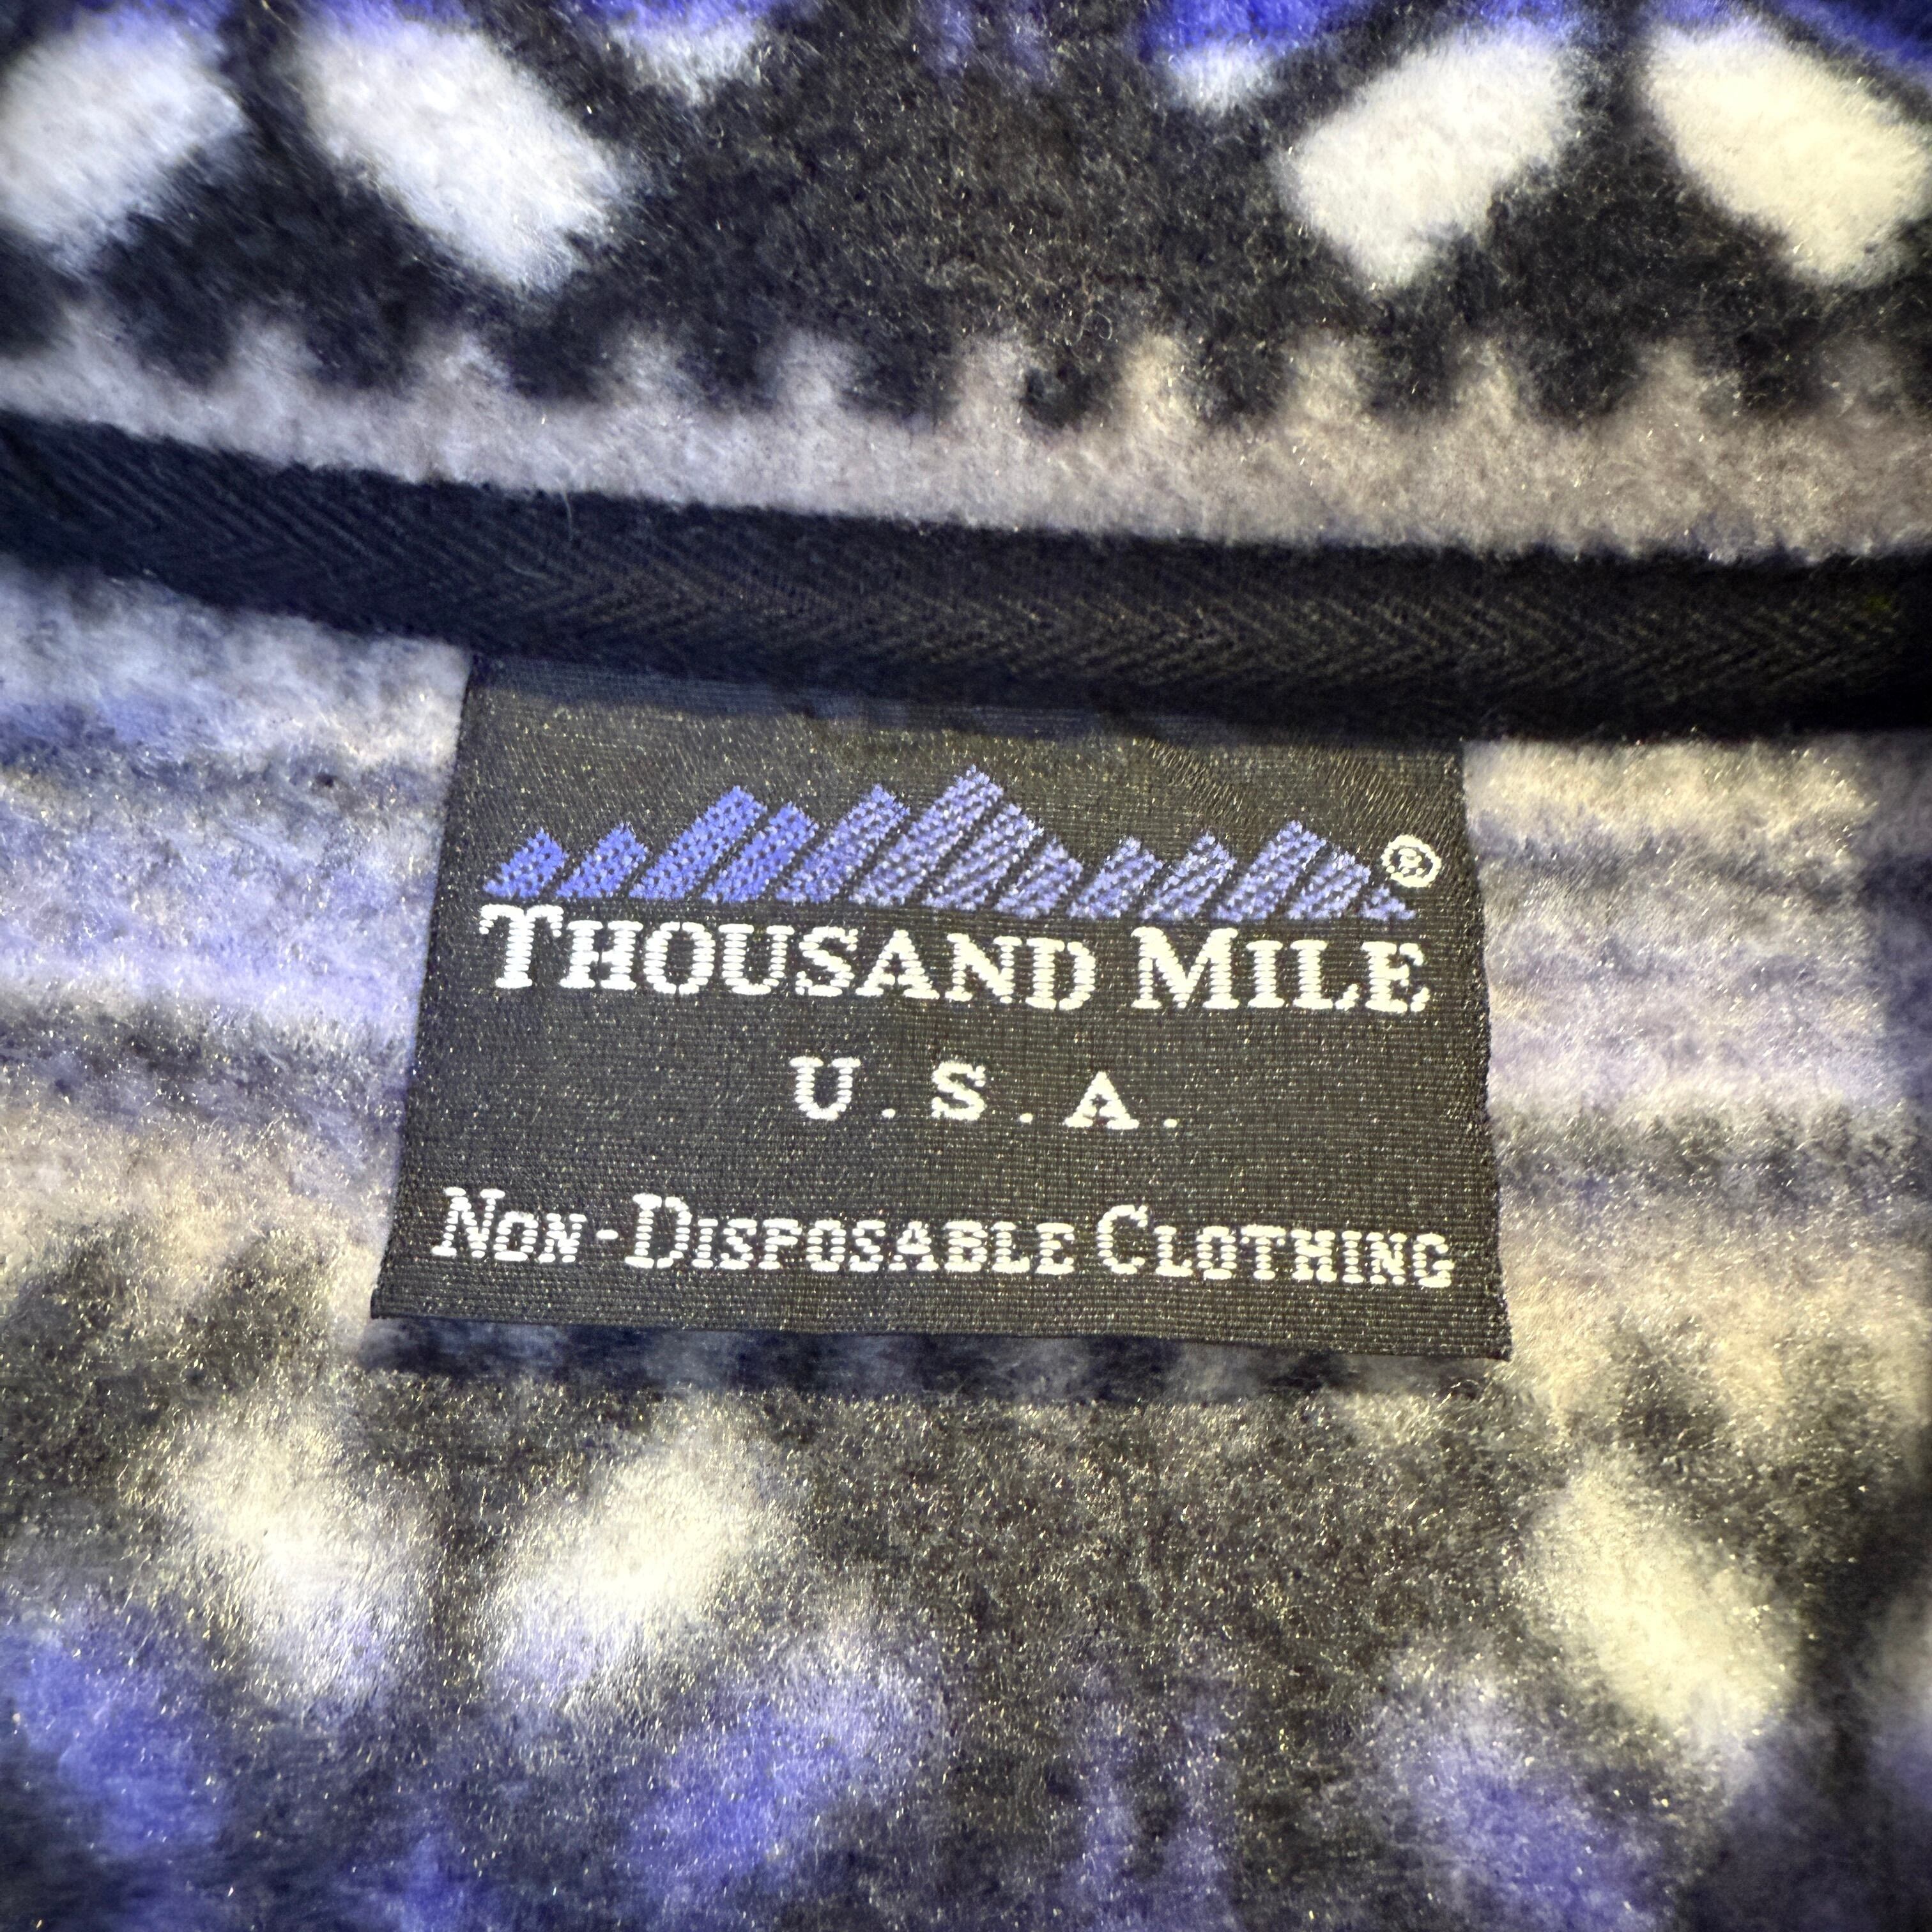 ®
THOUSAND MILE
U.S.A.
NON-DISPOSABLE CLOTHING